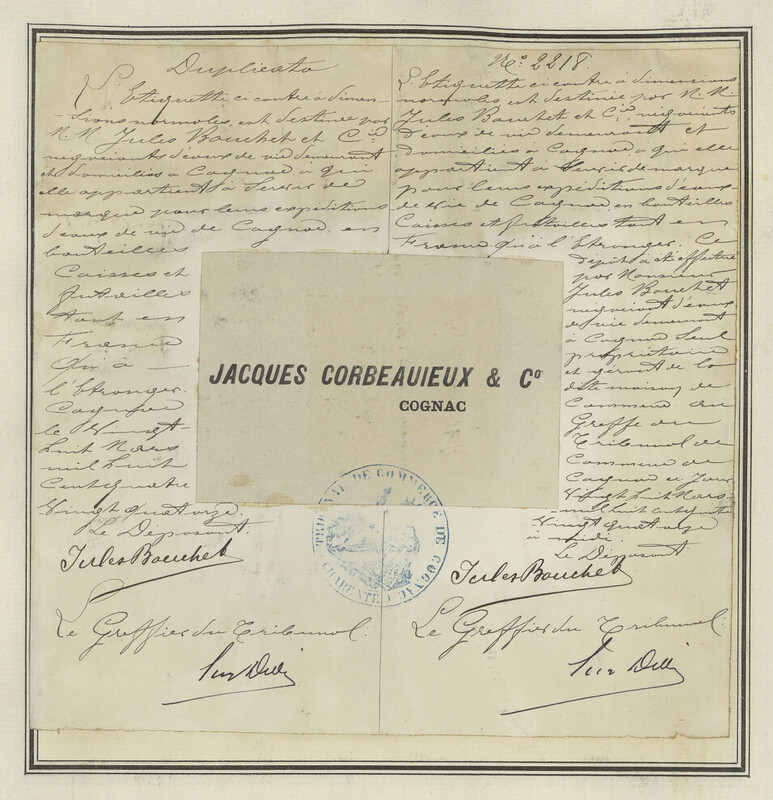 Duplicata
L'Etiquette ci contre à dimen-
sions normales, est destinée par
M.M. Jules Bouchet et Cie
négociants d'eaux de vie demeurant
et domiciliés à Cognac à qui
elle appartient à servir de
marque pour leurs expéditions
d'eaux de vie de Cognac. en
bouteilles
Caisses et
futailles
tant en
France
qu'à
l'Etranger.
Cognac
le Vingt
huit Mars
mil huit
Cent quatre
Vingt quatorze.
Le Déposant
Jules Bouchet
Le Greffier du Tribunal.
No. 2218.
L'Etiquette ci contre à dimensions
normales, est destinée par M.M.
Jules Bouchet et Cie, négociants
d'eaux de vie demeurant et
domiciliés à Cognac à qui elle
appartient à servir de marque
pour leurs expéditions d'eaux-
de vie de Cognac, en bouteilles
Caisses et futailles tant en
France qu'à l'Etranger. Ce
dépôt a été effectué
par Monsieur
Jules Bouchet
négociant d'eaux
de vie demeurant
à Cognac Seul
propriétaire
et gérant de la
dite maison de
Commerce. au
Greffe du
Tribunal de
Commerce de
Cognac ce jour
Vingt huit Mars
mil huit cent quatre
Vingt quatorze
à midi.
Le Déposant
Jules Bouchet
Le Greffier du Tribunal.
JACQUES CORBEAUIEUX & Co
COGNAC
TRIBUNAL DE COMMERCE DE COGNAC
(CHARENTE)